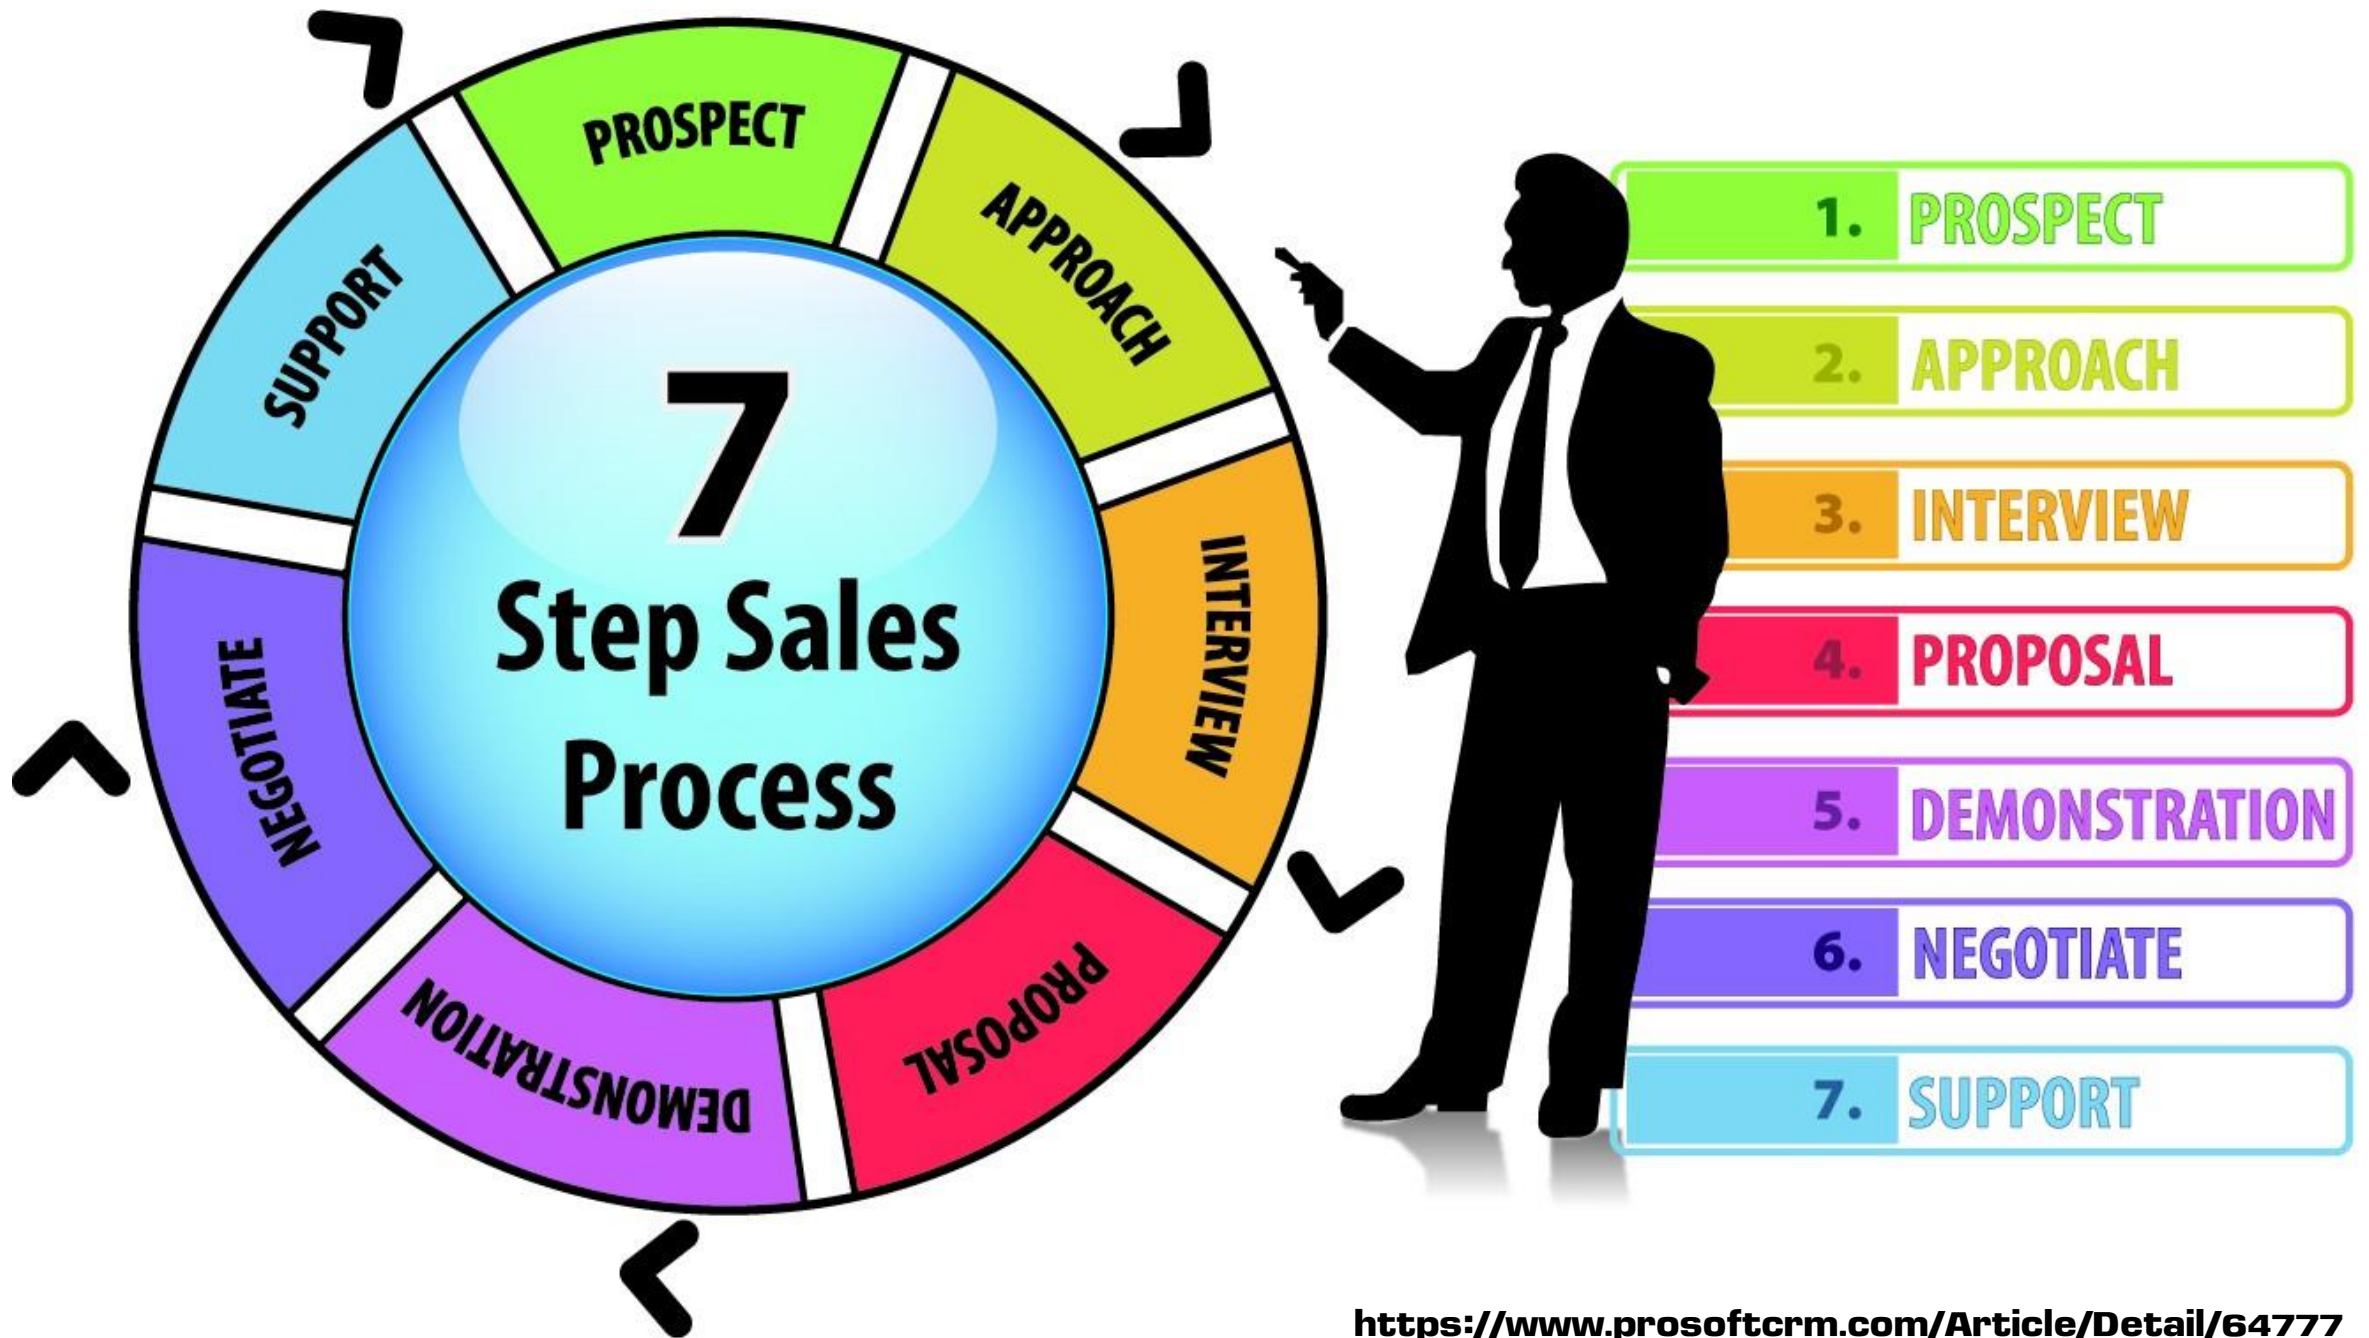 PROSPECT
APPROACH
INTERVIEW
PROPOSAL
DEMONSTRATION
NEGOTIATE
SUPPORT
7
Step Sales
Process
1. PROSPECT
2. APPROACH
3. INTERVIEW
4. PROPOSAL
5. DEMONSTRATION
6. NEGOTIATE
7. SUPPORT
https://www.prosoftcrm.com/Article/Detail/64777